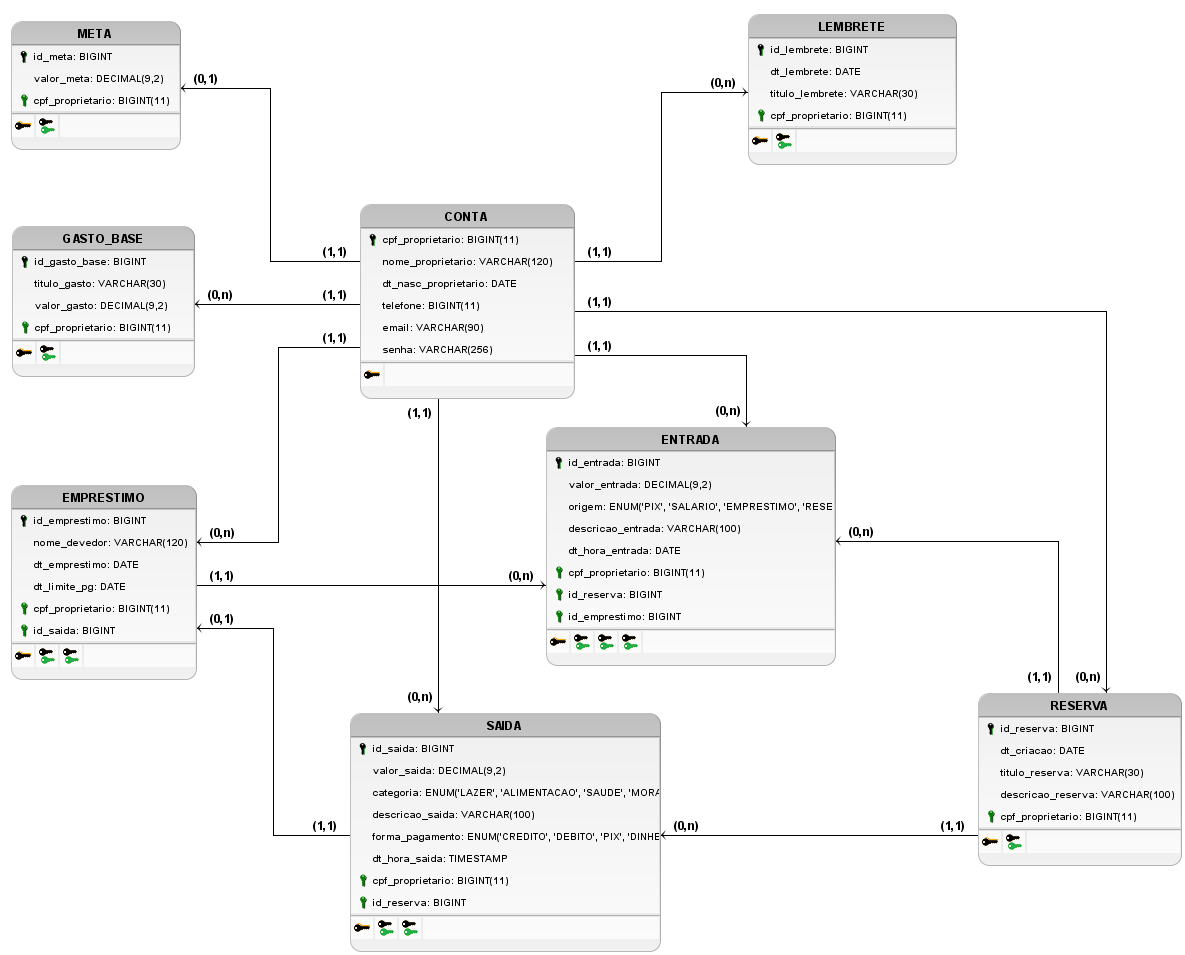 META
id_meta: BIGINT
valor_meta: DECIMAL(9,2)
cpf_proprietario: BIGINT(11)
(0,1)
LEMBRETE
id_lembrete: BIGINT
dt_lembrete: DATE
titulo_lembrete: VARCHAR(30)
cpf_proprietario: BIGINT(11)
(0,n)
CONTA
cpf_proprietario: BIGINT(11)
nome_proprietario: VARCHAR(120)
dt_nasc_proprietario: DATE
telefone: BIGINT(11)
email: VARCHAR(90)
senha: VARCHAR(256)
(1,1)
(1,1)
(1,1)
(1,1)
(1,1)
(1,1)
(1,1)
GASTO_BASE
id_gasto_base: BIGINT
titulo_gasto: VARCHAR(30)
valor_gasto: DECIMAL(9,2)
cpf_proprietario: BIGINT(11)
(0,n)
(0,n)
ENTRADA
id_entrada: BIGINT
valor_entrada: DECIMAL(9,2)
origem: ENUM('PIX', 'SALARIO', 'EMPRESTIMO', 'RESE
descricao_entrada: VARCHAR(100)
dt_hora_entrada: DATE
cpf_proprietario: BIGINT(11)
id_reserva: BIGINT
id_emprestimo: BIGINT
(0,n)
(0,n)
EMPRESTIMO
id_emprestimo: BIGINT
nome_devedor: VARCHAR(120)
dt_emprestimo: DATE
dt_limite_pg: DATE
cpf_proprietario: BIGINT(11)
id_saida: BIGINT
(0,n)
(1,1)
(0,1)
(1,1)
(0,n)
RESERVA
id_reserva: BIGINT
dt_criacao: DATE
titulo_reserva: VARCHAR(30)
descricao_reserva: VARCHAR(100)
cpf_proprietario: BIGINT(11)
(1,1)
(0,n)
SAIDA
id_saida: BIGINT
valor_saida: DECIMAL(9,2)
categoria: ENUM('LAZER', 'ALIMENTACAO', 'SAUDE', 'MORA
descricao_saida: VARCHAR(100)
forma_pagamento: ENUM('CREDITO', 'DEBITO', 'PIX', 'DINHE
dt_hora_saida: TIMESTAMP
cpf_proprietario: BIGINT(11)
id_reserva: BIGINT
(1,1)
(0,n)